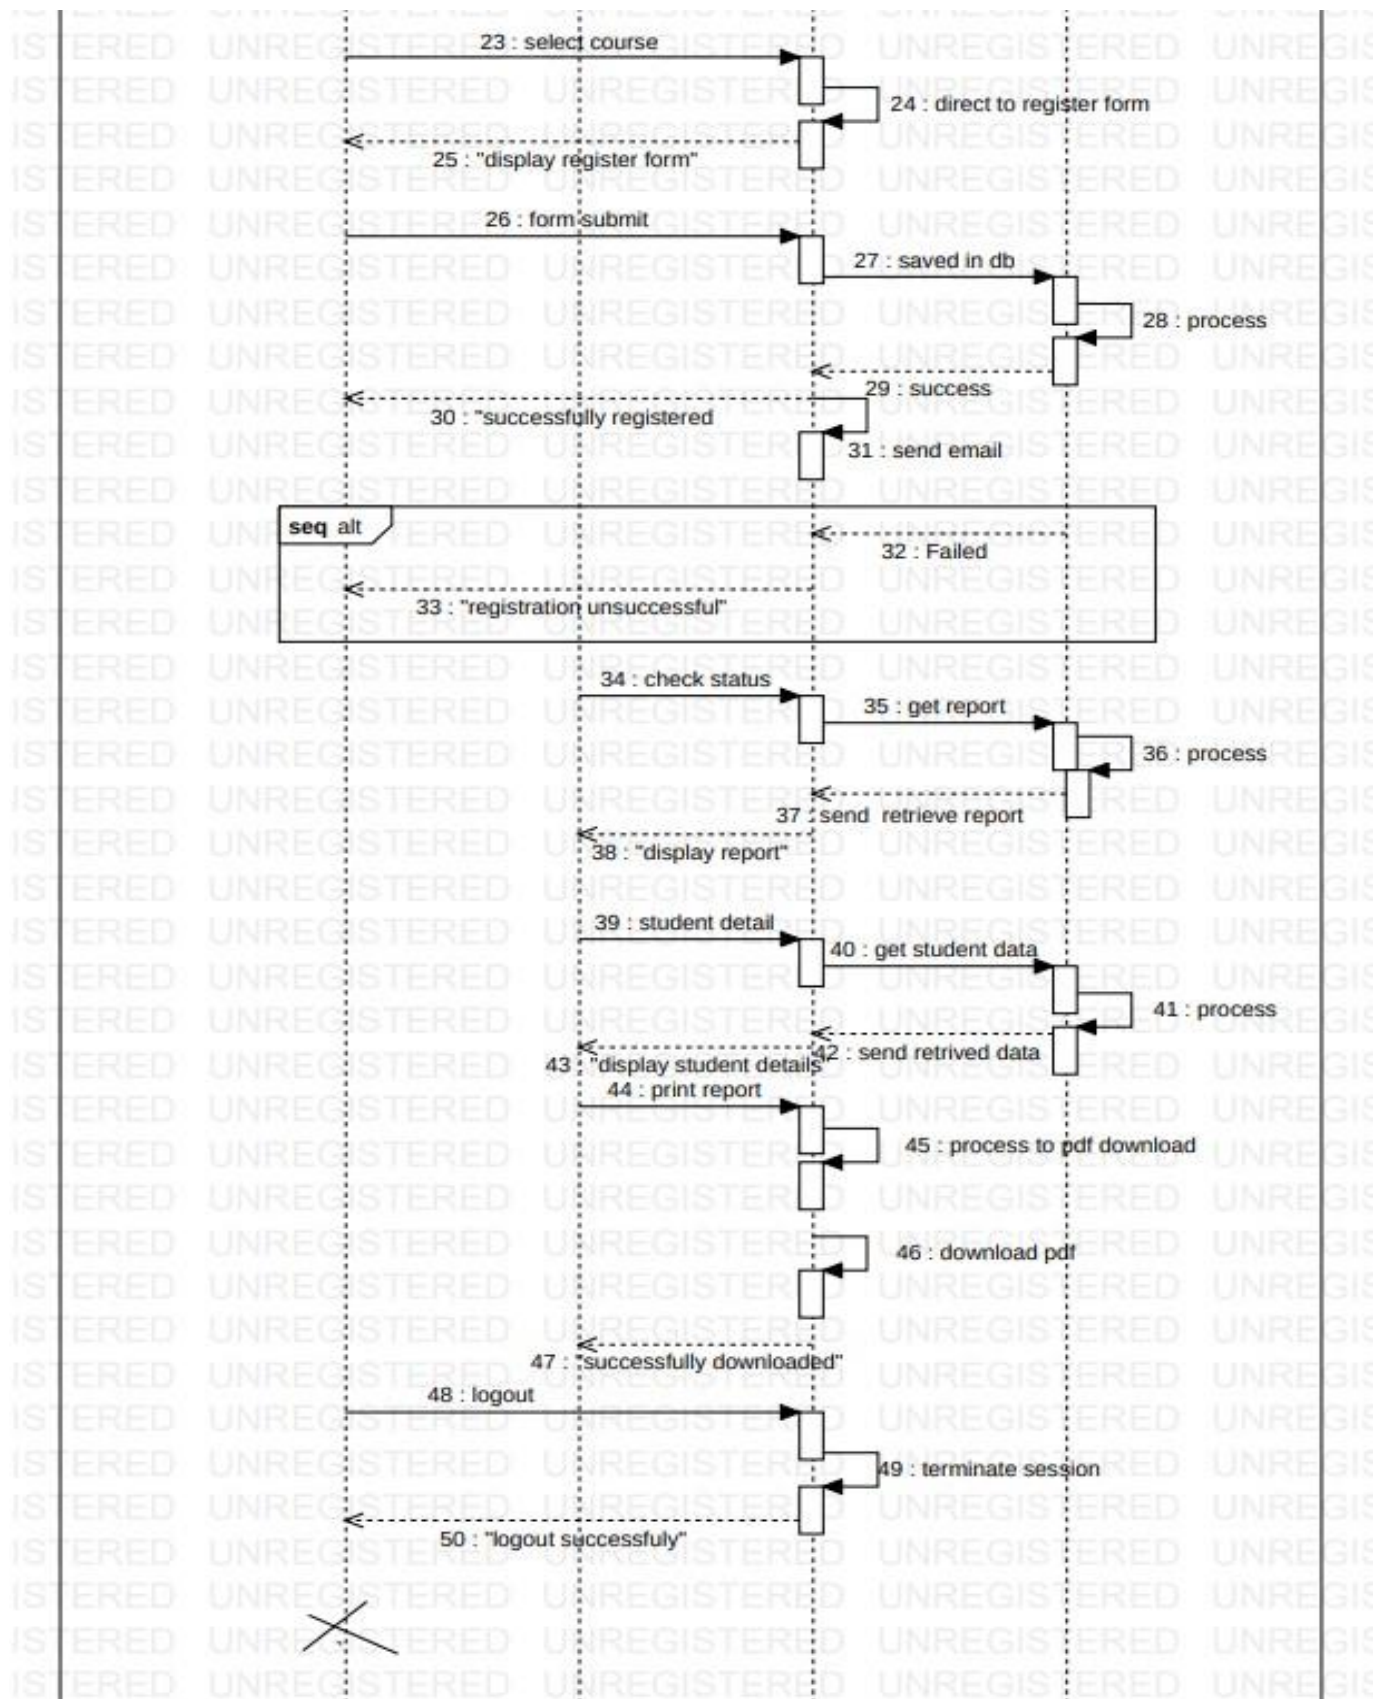 23 : select course
24 : direct to register form
25 : "display register form"
26 : form submit
27 : saved in db
28 : process
29 : success
30 : "successfully registered
31 : send email
seq alt
32 : Failed
33 : "registration unsuccessful"
34 : check status
35 : get report
36 : process
37 : send retrieve report
38 : "display report"
39 : student detail
40 : get student data
41 : process
42 : send retrived data
43 : "display student details"
44 : print report
45 : process to pdf download
46 : download pdf
47 : "successfully downloaded"
48 : logout
49 : terminate session
50 : "logout successfuly"
UNREGISTERED